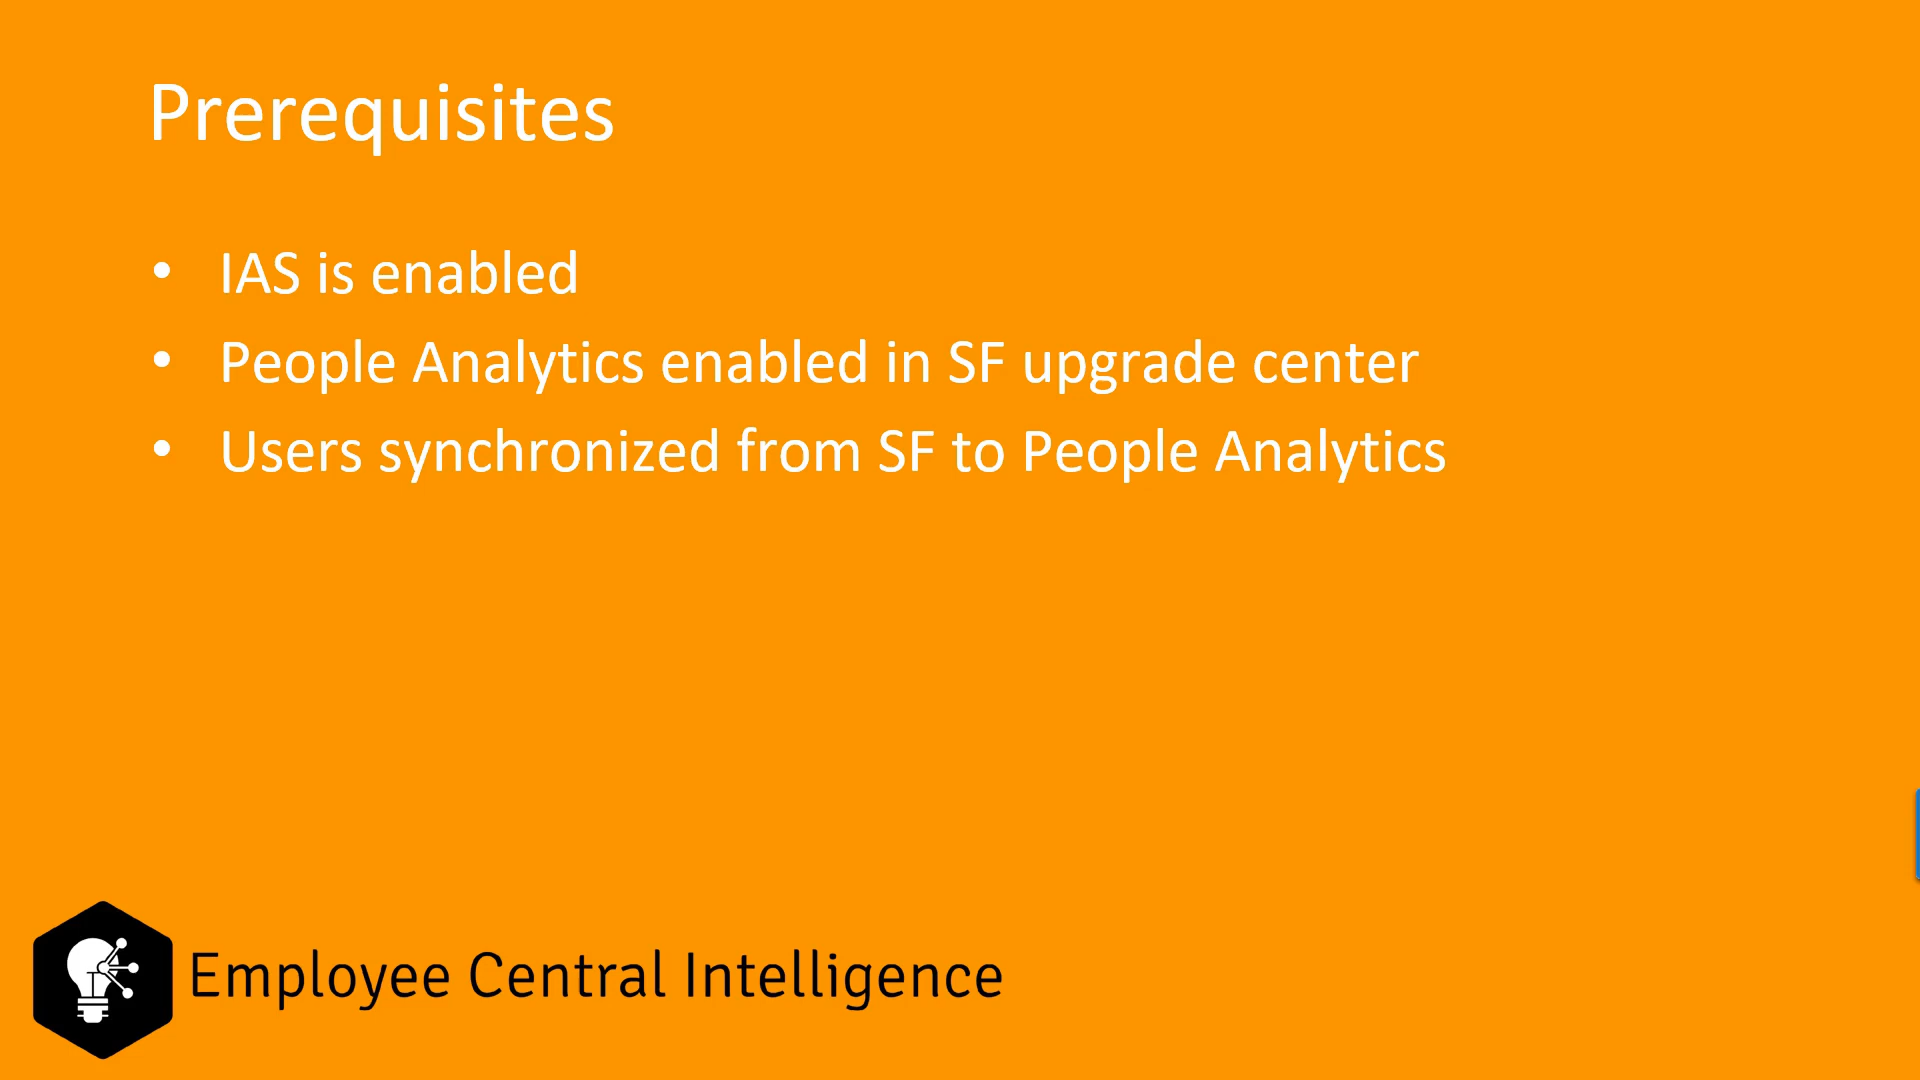 Prerequisites
• IAS is enabled
• People Analytics enabled in SF upgrade center
• Users synchronized from SF to People Analytics
Employee Central Intelligence